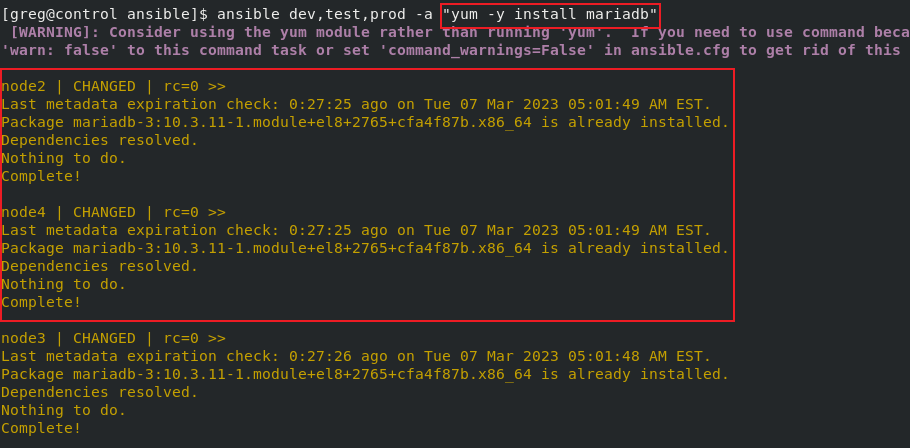 [greg@control ansible]$ ansible dev,test,prod -a "yum -y install mariadb"
 [WARNING]: Consider using the yum module rather than running 'yum'.  If you need to use command beca
'warn: false' to this command task or set 'command_warnings=False' in ansible.cfg to get rid of this
node2 | CHANGED | rc=0 >>
Last metadata expiration check: 0:27:25 ago on Tue 07 Mar 2023 05:01:49 AM EST.
Package mariadb-3:10.3.11-1.module+el8+2765+cfa4f87b.x86_64 is already installed.
Dependencies resolved.
Nothing to do.
Complete!
node4 | CHANGED | rc=0 >>
Last metadata expiration check: 0:27:25 ago on Tue 07 Mar 2023 05:01:49 AM EST.
Package mariadb-3:10.3.11-1.module+el8+2765+cfa4f87b.x86_64 is already installed.
Dependencies resolved.
Nothing to do.
Complete!
node3 | CHANGED | rc=0 >>
Last metadata expiration check: 0:27:26 ago on Tue 07 Mar 2023 05:01:48 AM EST.
Package mariadb-3:10.3.11-1.module+el8+2765+cfa4f87b.x86_64 is already installed.
Dependencies resolved.
Nothing to do.
Complete!